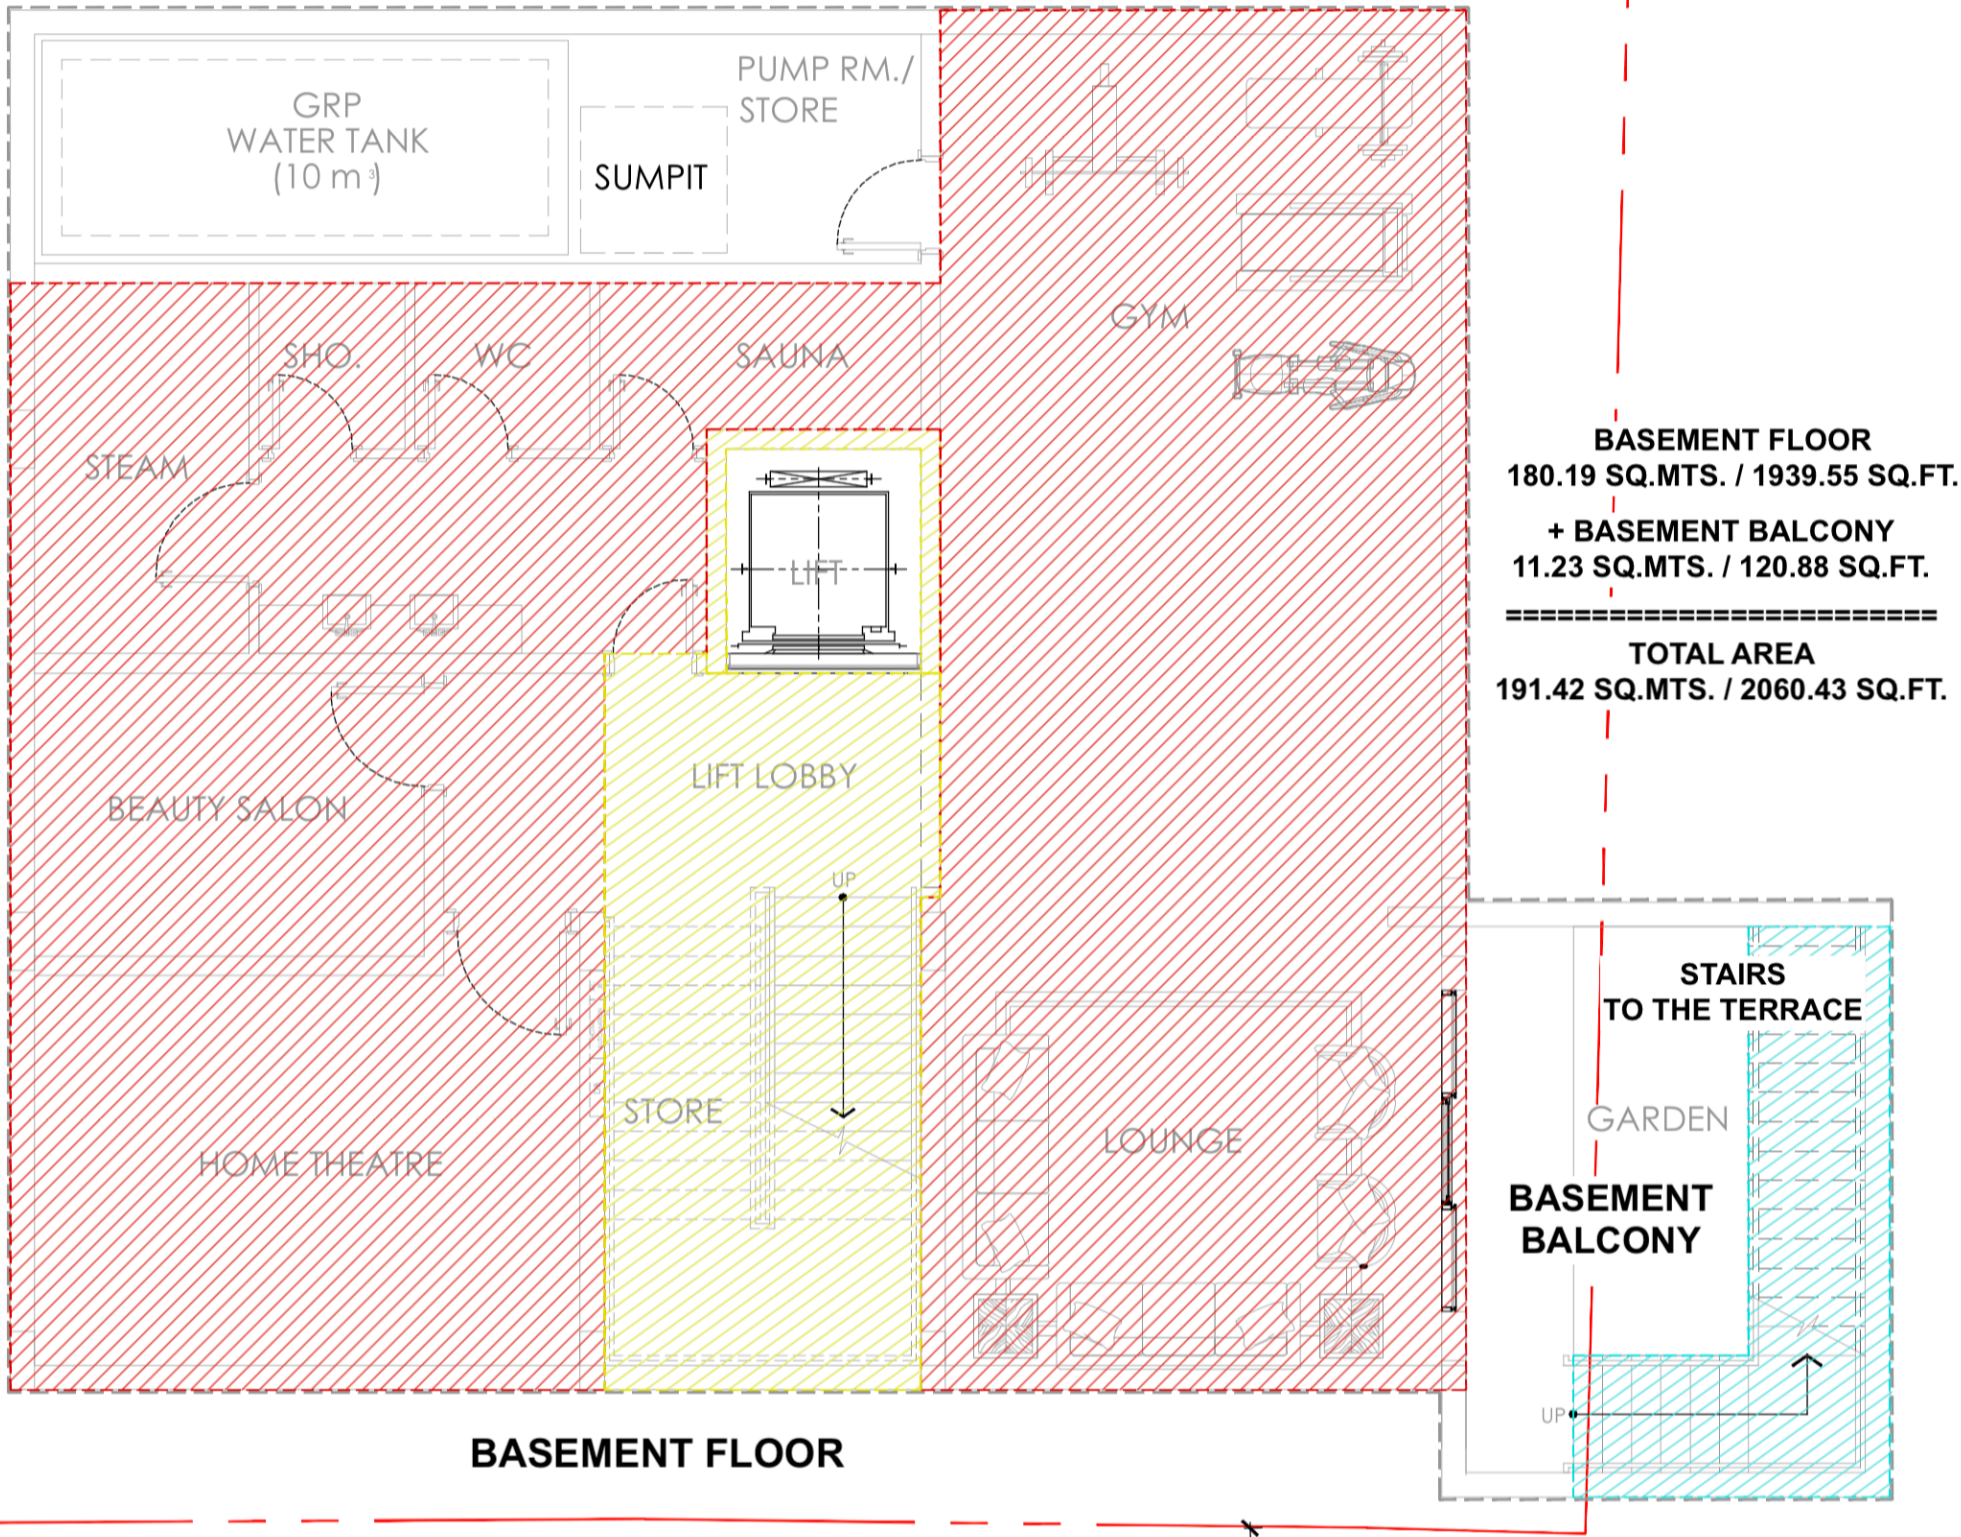 PUMP RM./
STORE
GRP
WATER TANK
(10 m³)
SUMPIT
GYM
SHO.
WC
SAUNA
STEAM
LIFT
BASEMENT FLOOR
180.19 SQ.MTS. / 1939.55 SQ.FT.
+ BASEMENT BALCONY
11.23 SQ.MTS. / 120.88 SQ.FT.
=========================
TOTAL AREA
191.42 SQ.MTS. / 2060.43 SQ.FT.
LIFT LOBBY
BEAUTY SALON
UP
STAIRS
TO THE TERRACE
STORE
GARDEN
LOUNGE
HOME THEATRE
BASEMENT
BALCONY
UP
BASEMENT FLOOR